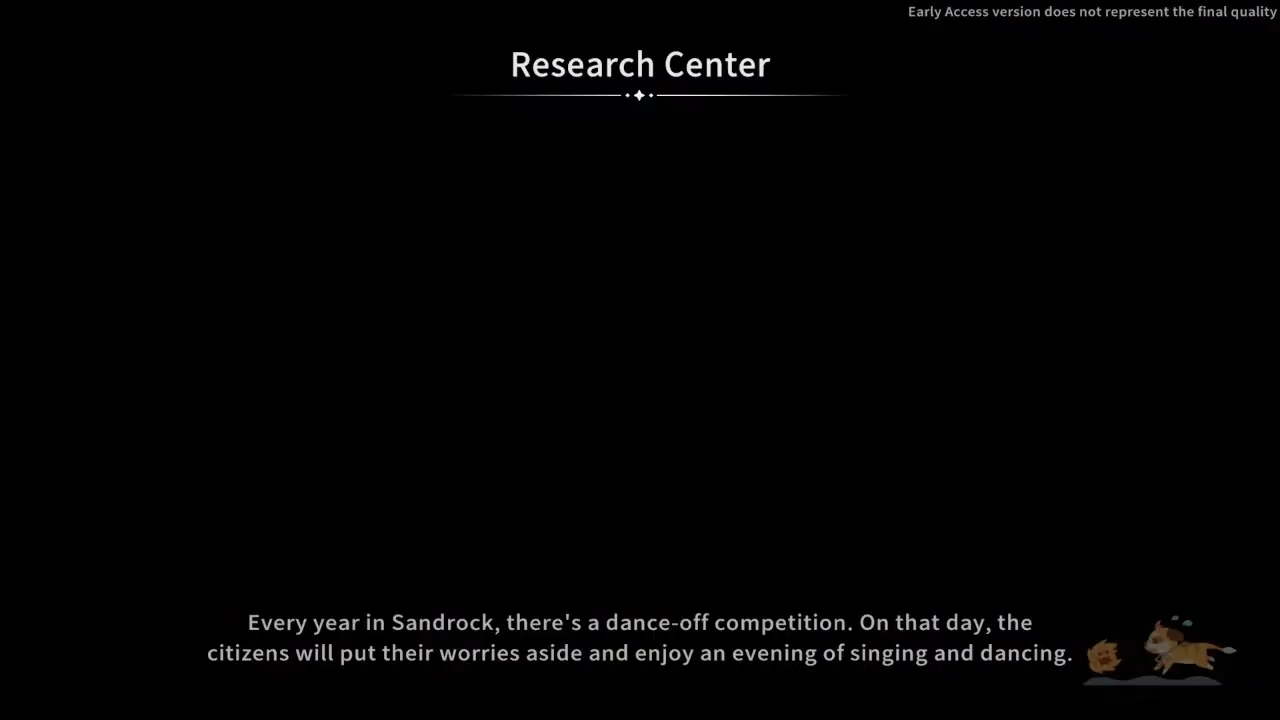 Early Access version does not represent the final quality
Research Center
Every year in Sandrock, there's a dance-off competition. On that day, the
citizens will put their worries aside and enjoy an evening of singing and dancing.